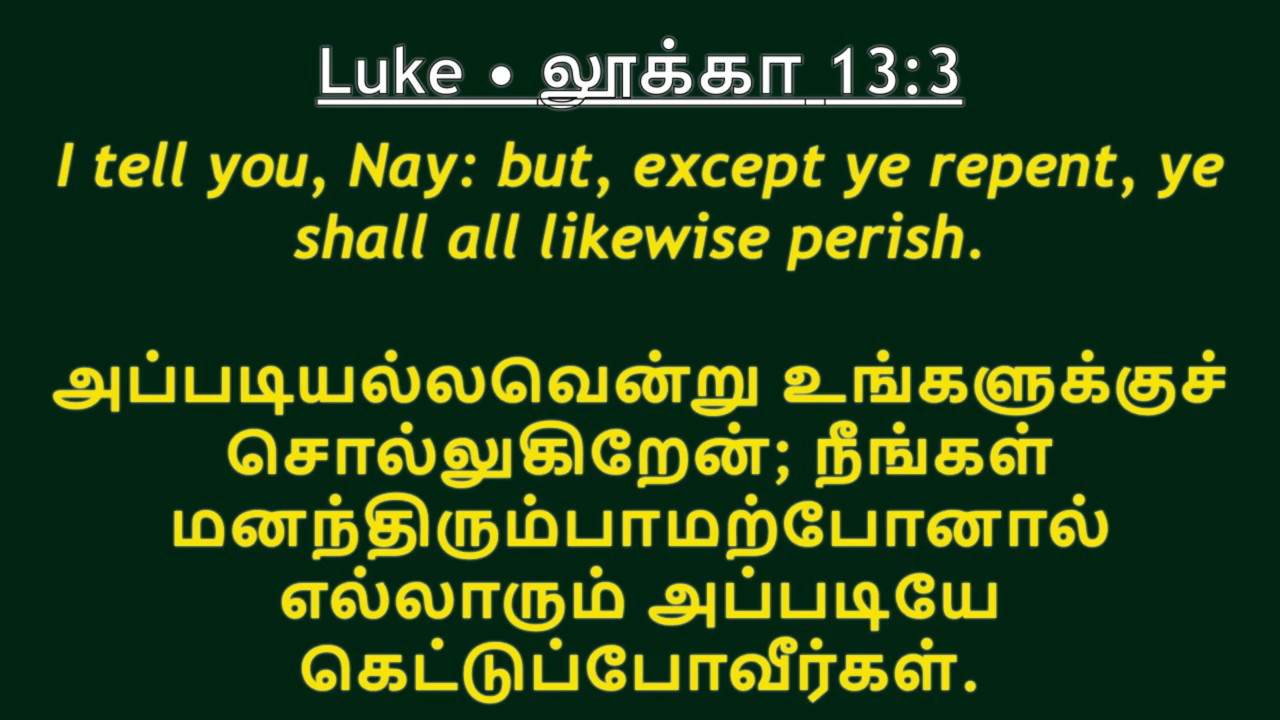 Luke • லூக்கா 13:3
I tell you, Nay: but, except ye repent, ye
shall all likewise perish.
அப்படியல்லவென்று உங்களுக்குச்
சொல்லுகிறேன்; நீங்கள்
மனந்திரும்பாமற்போனால்
எல்லாரும் அப்படியே
கெட்டுப்போவீர்கள்.